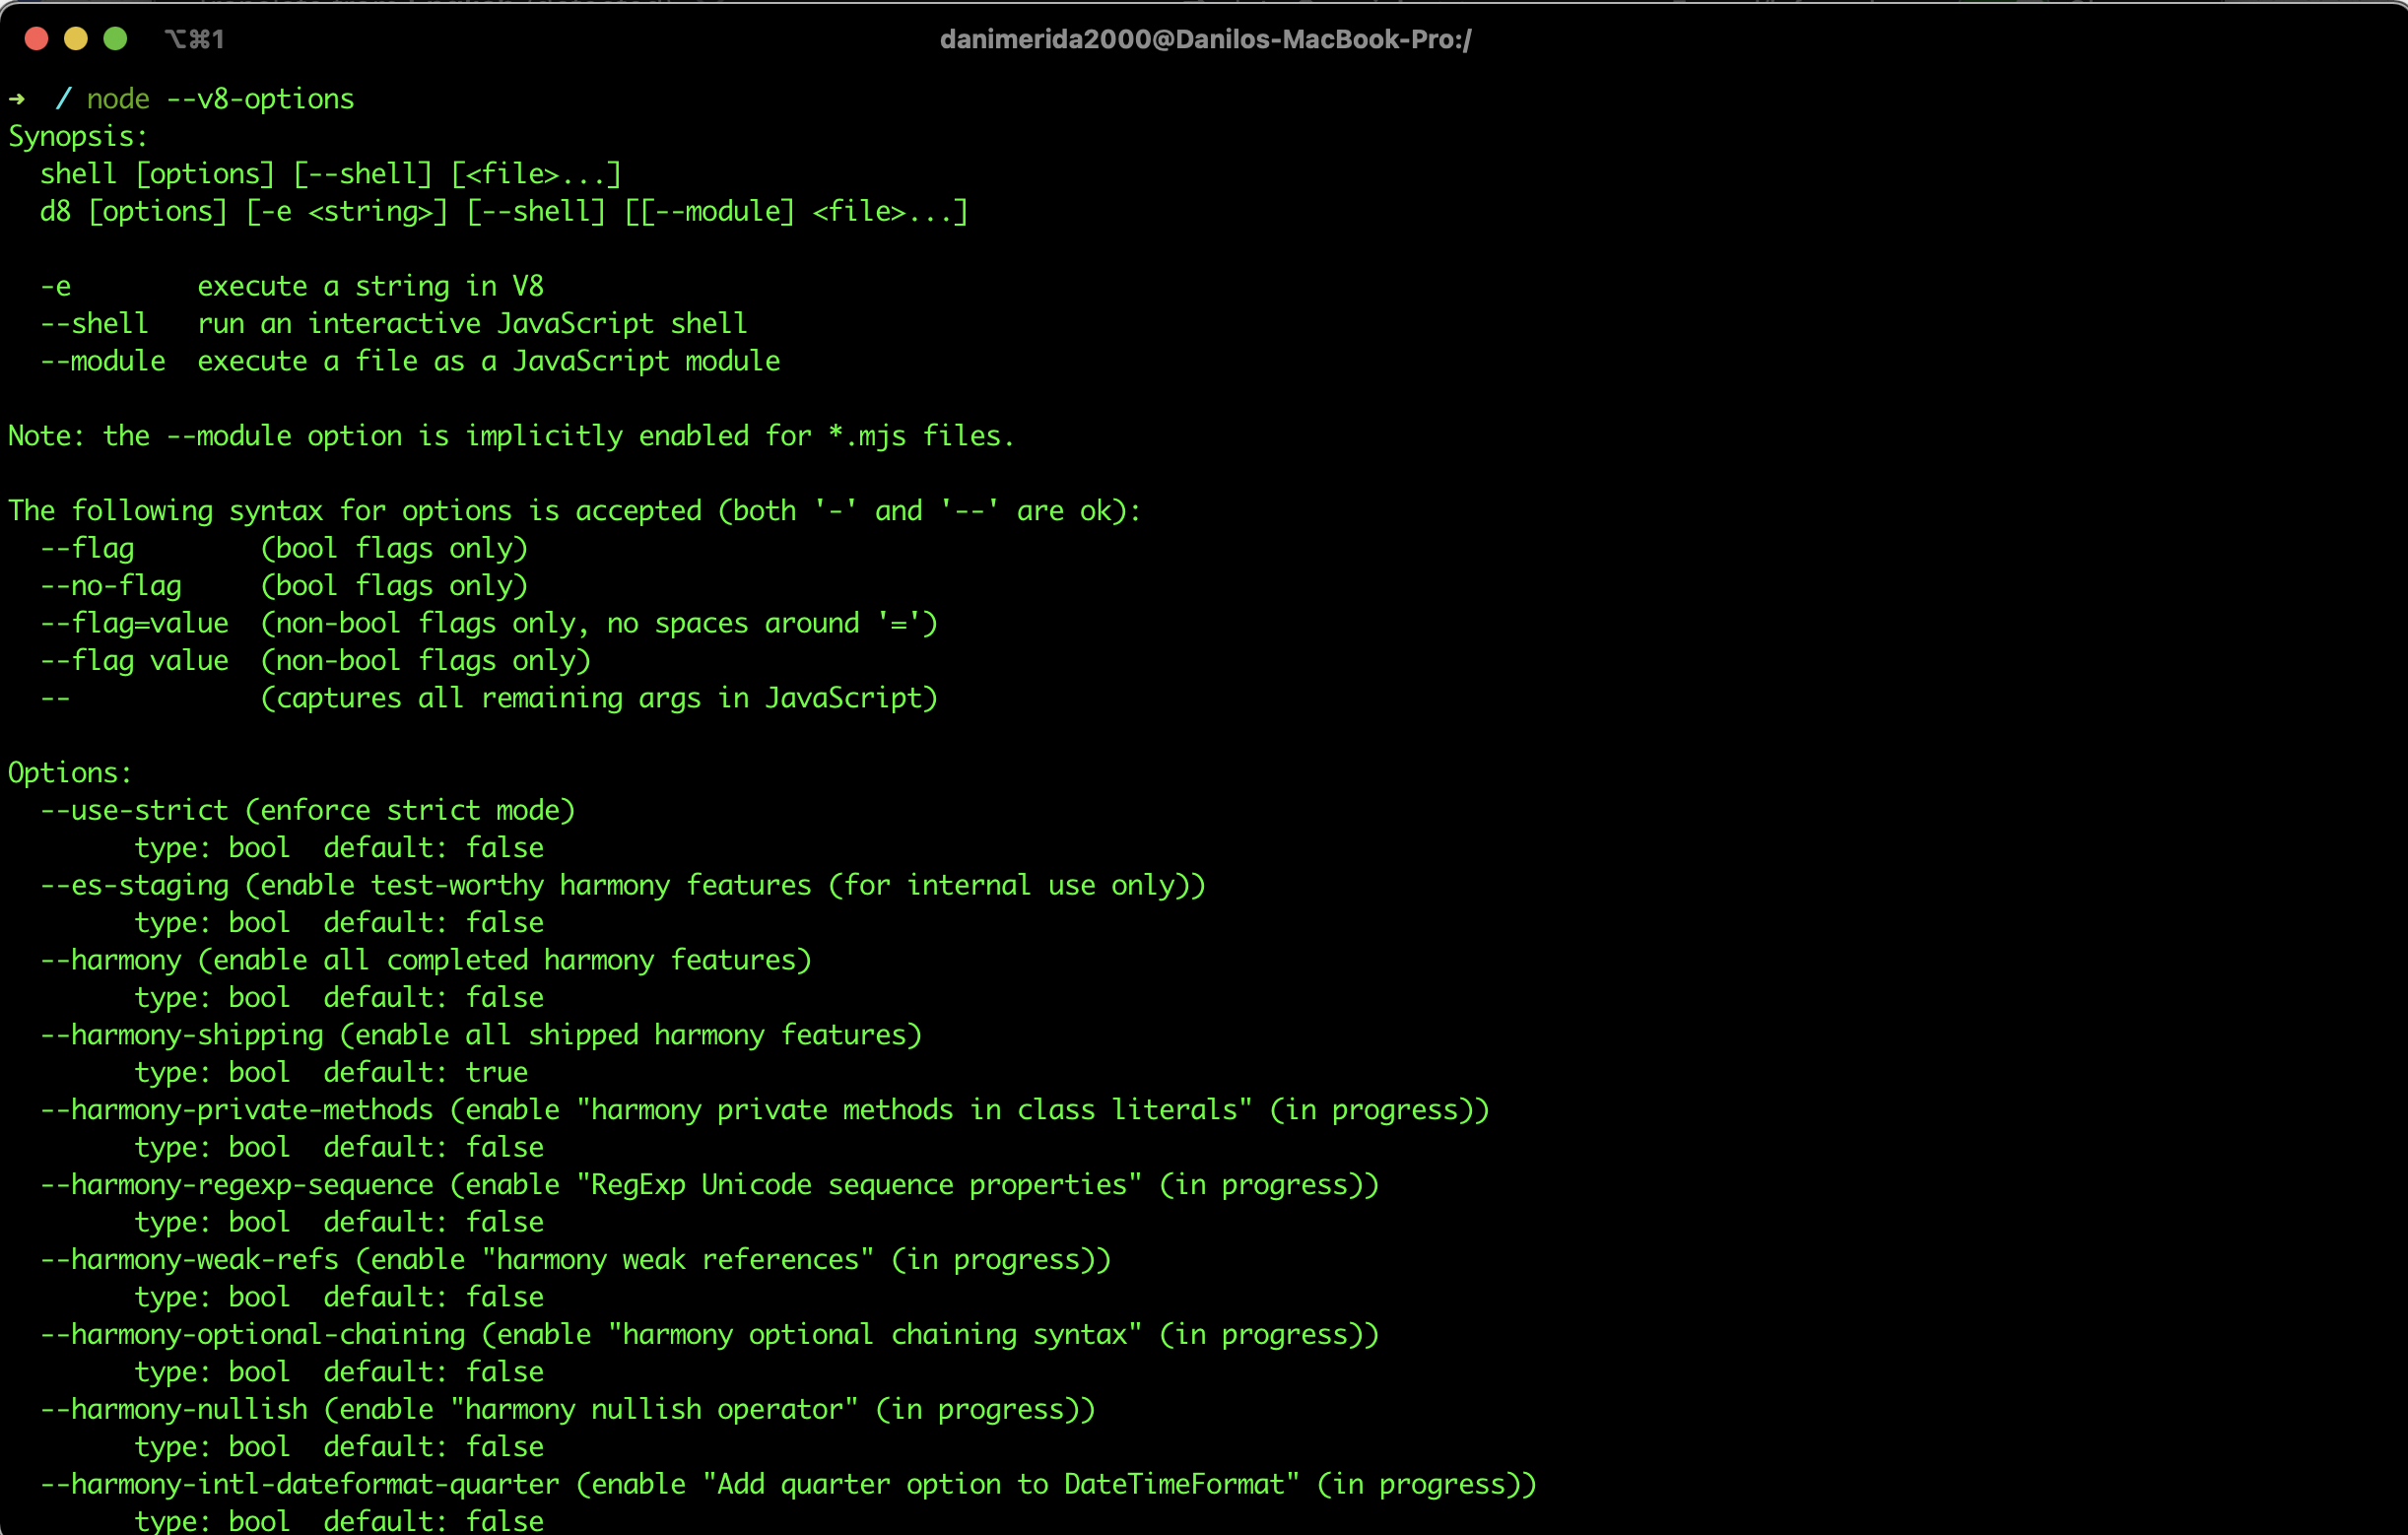 ⌥⌘1
danimerida2000@Danilos-MacBook-Pro:/
➜  / node --v8-options
Synopsis:
  shell [options] [--shell] [<file>...]
  d8 [options] [-e <string>] [--shell] [[--module] <file>...]

  -e        execute a string in V8
  --shell   run an interactive JavaScript shell
  --module  execute a file as a JavaScript module

Note: the --module option is implicitly enabled for *.mjs files.

The following syntax for options is accepted (both '-' and '--' are ok):
  --flag        (bool flags only)
  --no-flag     (bool flags only)
  --flag=value  (non-bool flags only, no spaces around '=')
  --flag value  (non-bool flags only)
  --            (captures all remaining args in JavaScript)

Options:
  --use-strict (enforce strict mode)
        type: bool  default: false
  --es-staging (enable test-worthy harmony features (for internal use only))
        type: bool  default: false
  --harmony (enable all completed harmony features)
        type: bool  default: false
  --harmony-shipping (enable all shipped harmony features)
        type: bool  default: true
  --harmony-private-methods (enable "harmony private methods in class literals" (in progress))
        type: bool  default: false
  --harmony-regexp-sequence (enable "RegExp Unicode sequence properties" (in progress))
        type: bool  default: false
  --harmony-weak-refs (enable "harmony weak references" (in progress))
        type: bool  default: false
  --harmony-optional-chaining (enable "harmony optional chaining syntax" (in progress))
        type: bool  default: false
  --harmony-nullish (enable "harmony nullish operator" (in progress))
        type: bool  default: false
  --harmony-intl-dateformat-quarter (enable "Add quarter option to DateTimeFormat" (in progress))
        type: bool  default: false